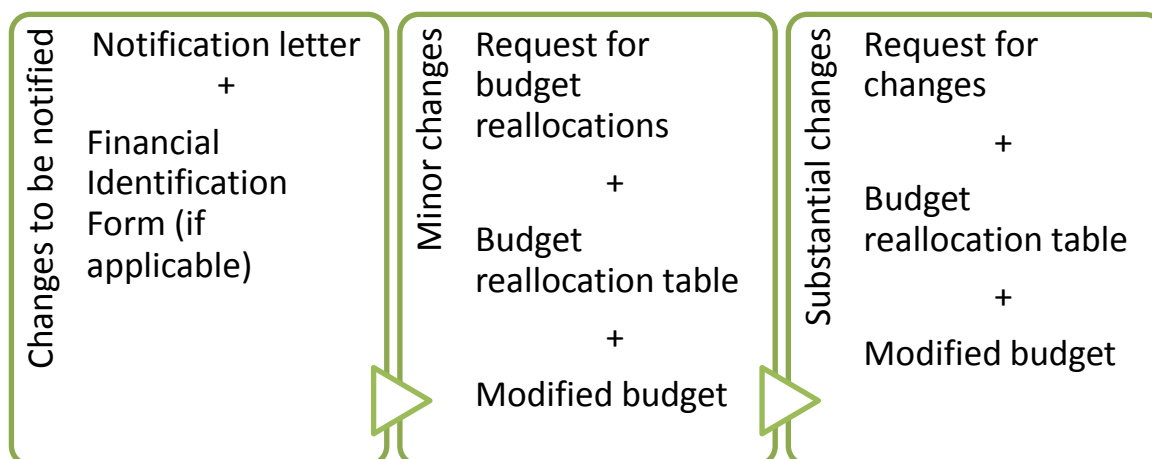 Changes to be notified
Notification letter
+
Financial
Identification
Form (if
applicable)
Minor changes
Request for
budget
reallocations
+
Budget
reallocation table
+
Modified budget
Substantial changes
Request for
changes
+
Budget
reallocation table
+
Modified budget